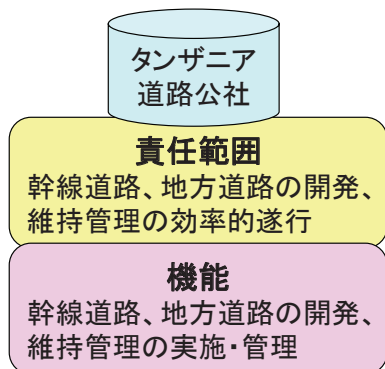 タンザニア
道路公社
責任範囲
幹線道路、地方道路の開発、
維持管理の効率的遂行
機能
幹線道路、地方道路の開発、
維持管理の実施・管理